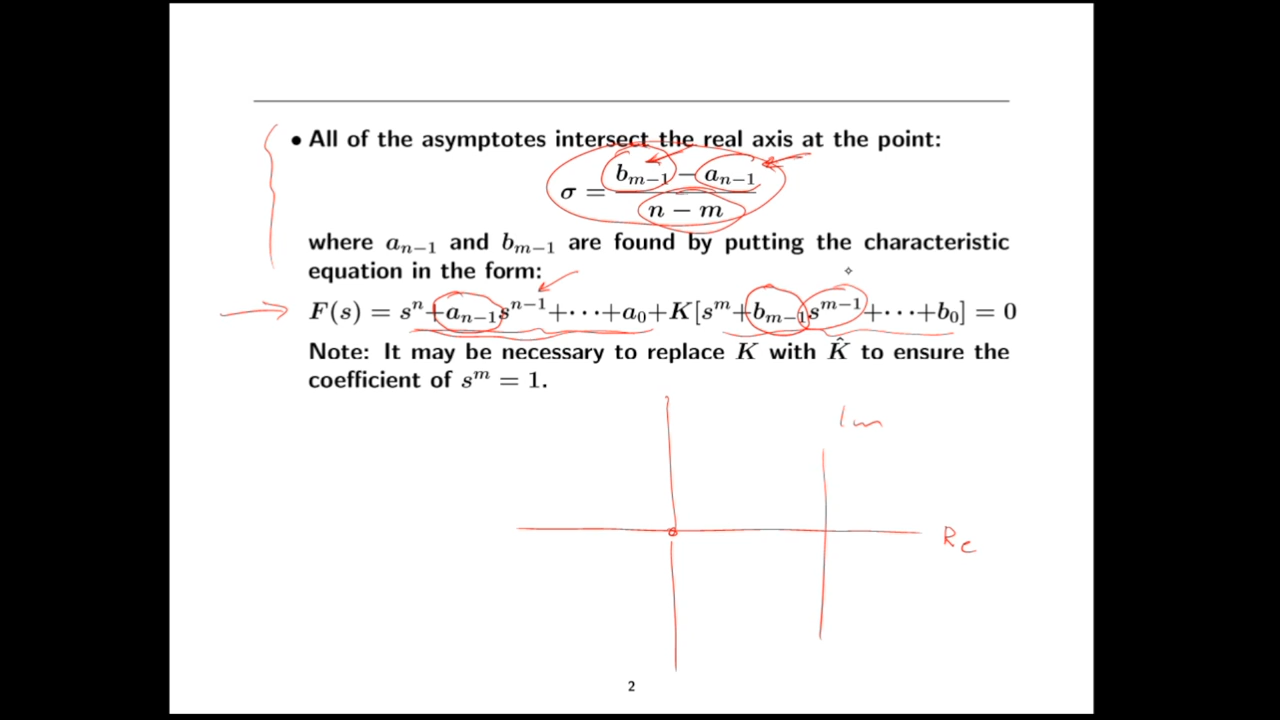 • All of the asymptotes intersect the real axis at the point:
σ = \frac{b_{m-1} - a_{n-1}}{n - m}
where a_{n-1} and b_{m-1} are found by putting the characteristic
equation in the form:
F(s) = s^n + a_{n-1}s^{n-1} + ··· + a_0 + K[s^m + b_{m-1}s^{m-1} + ··· + b_0] = 0
Note: It may be necessary to replace K with \hat{K} to ensure the
coefficient of s^m = 1.
Im
Re
2